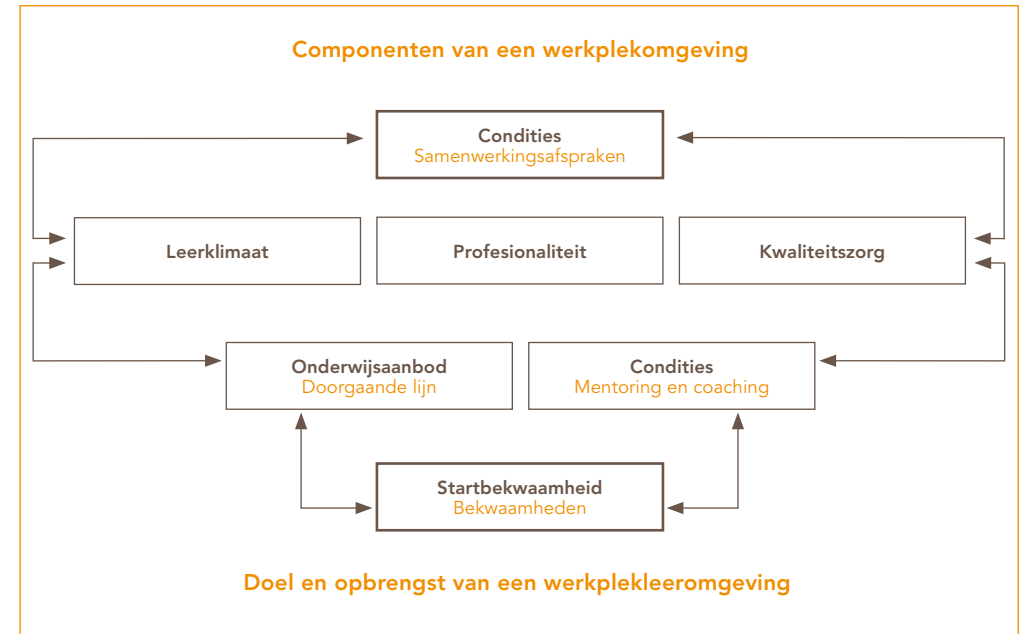 Componenten van een werkplekomgeving
Condities
Samenwerkingsafspraken
Leerklimaat
Profesionaliteit
Kwaliteitszorg
Onderwijsaanbod
Doorgaande lijn
Condities
Mentoring en coaching
Startbekwaamheid
Bekwaamheden
Doel en opbrengst van een werkplekleeromgeving